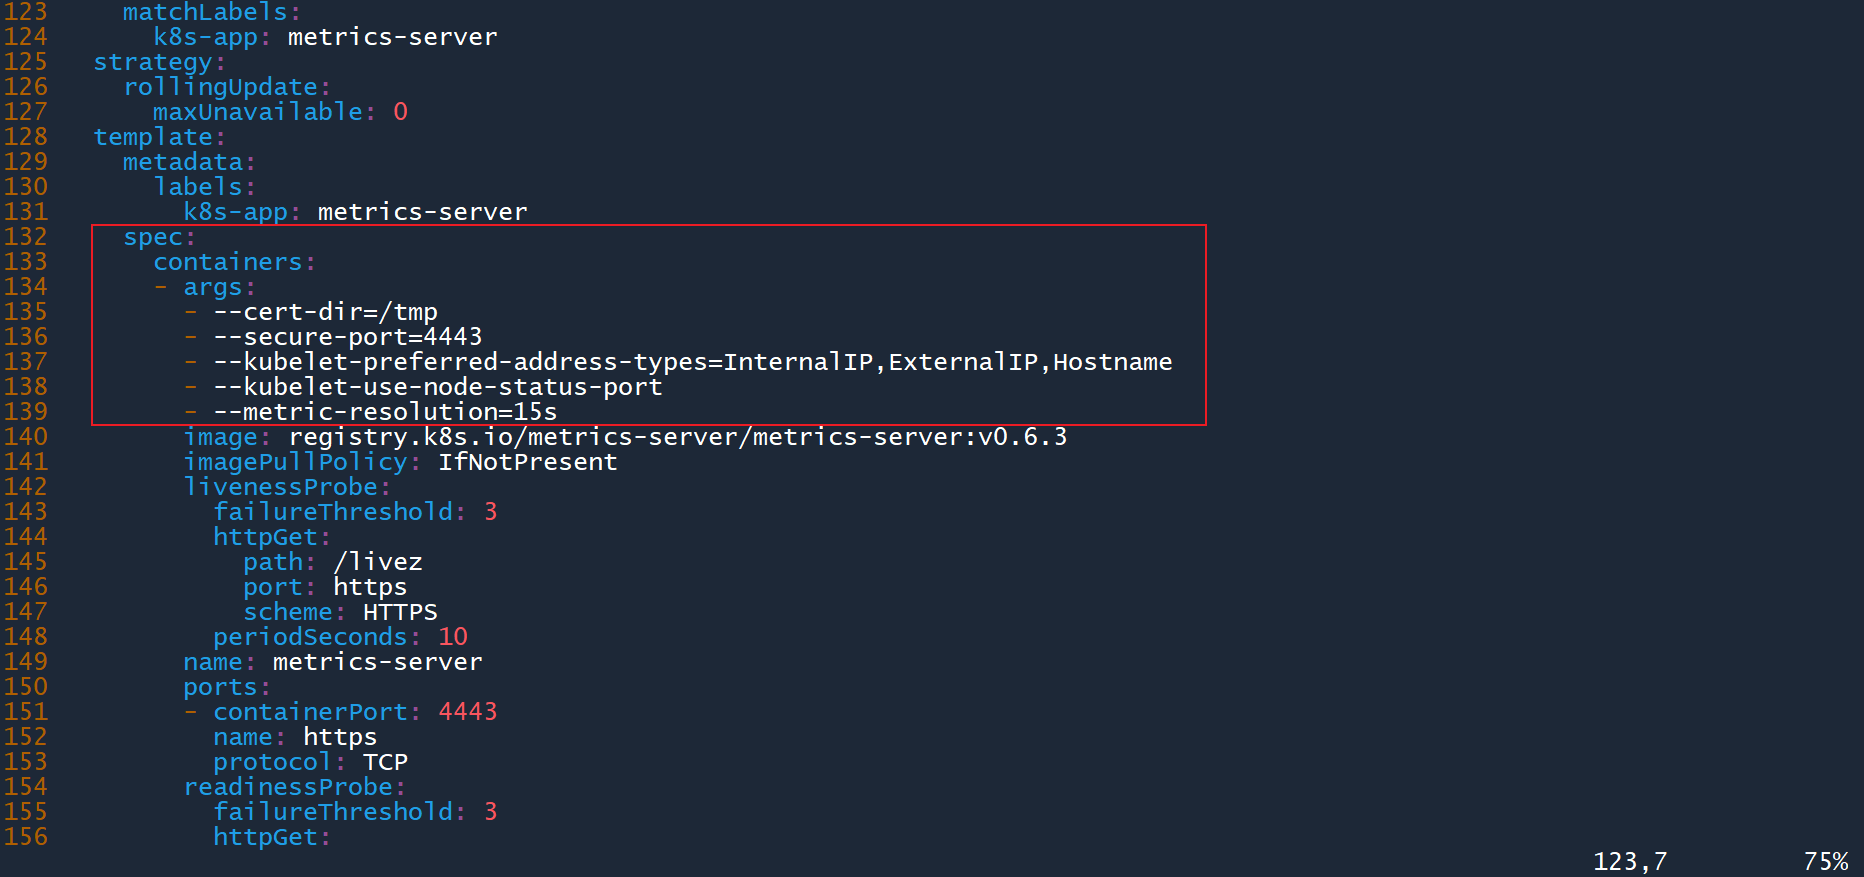 123     matchLabels:
124       k8s-app: metrics-server
125   strategy:
126     rollingUpdate:
127       maxUnavailable: 0
128   template:
129     metadata:
130       labels:
131         k8s-app: metrics-server
132     spec:
133       containers:
134       - args:
135         - --cert-dir=/tmp
136         - --secure-port=4443
137         - --kubelet-preferred-address-types=InternalIP,ExternalIP,Hostname
138         - --kubelet-use-node-status-port
139         - --metric-resolution=15s
140         image: registry.k8s.io/metrics-server/metrics-server:v0.6.3
141         imagePullPolicy: IfNotPresent
142         livenessProbe:
143           failureThreshold: 3
144           httpGet:
145             path: /livez
146             port: https
147             scheme: HTTPS
148           periodSeconds: 10
149         name: metrics-server
150         ports:
151         - containerPort: 4443
152           name: https
153           protocol: TCP
154         readinessProbe:
155           failureThreshold: 3
156           httpGet:
123,7 75%